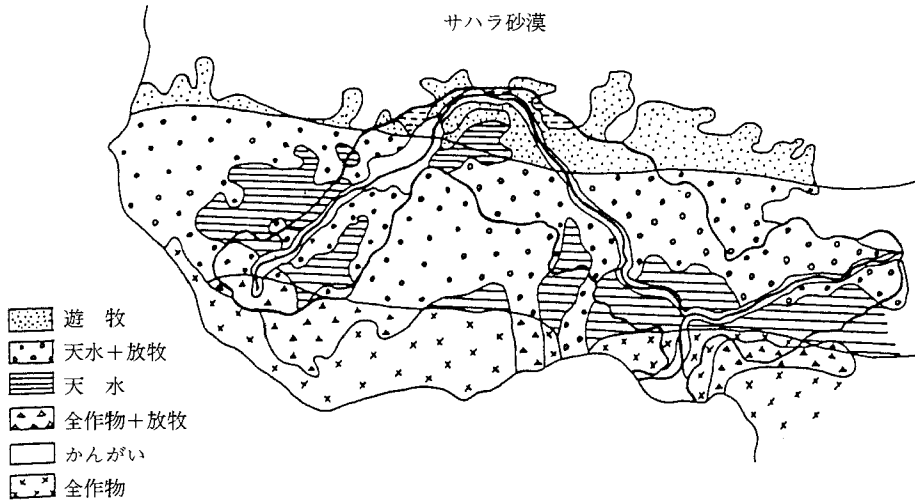 サハラ砂漠
遊 牧
天水＋放牧
天 水
全作物＋放牧
かんがい
全作物